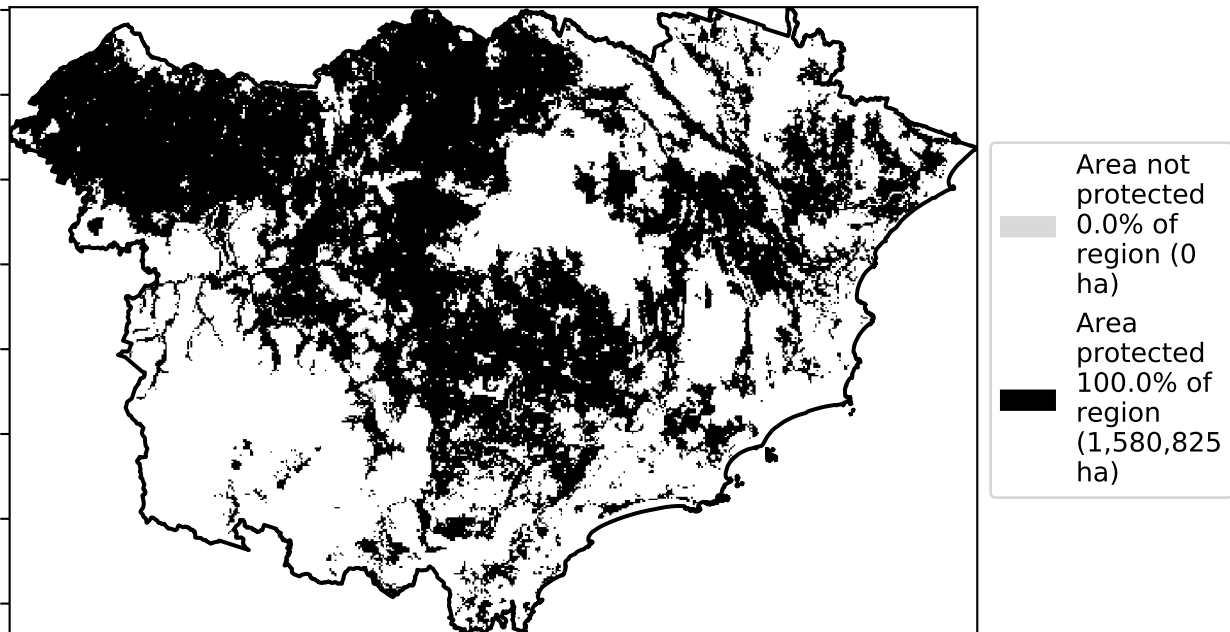 Area not
protected
0.0% of
region (0
ha)
Area
protected
100.0% of
region
(1,580,825
ha)